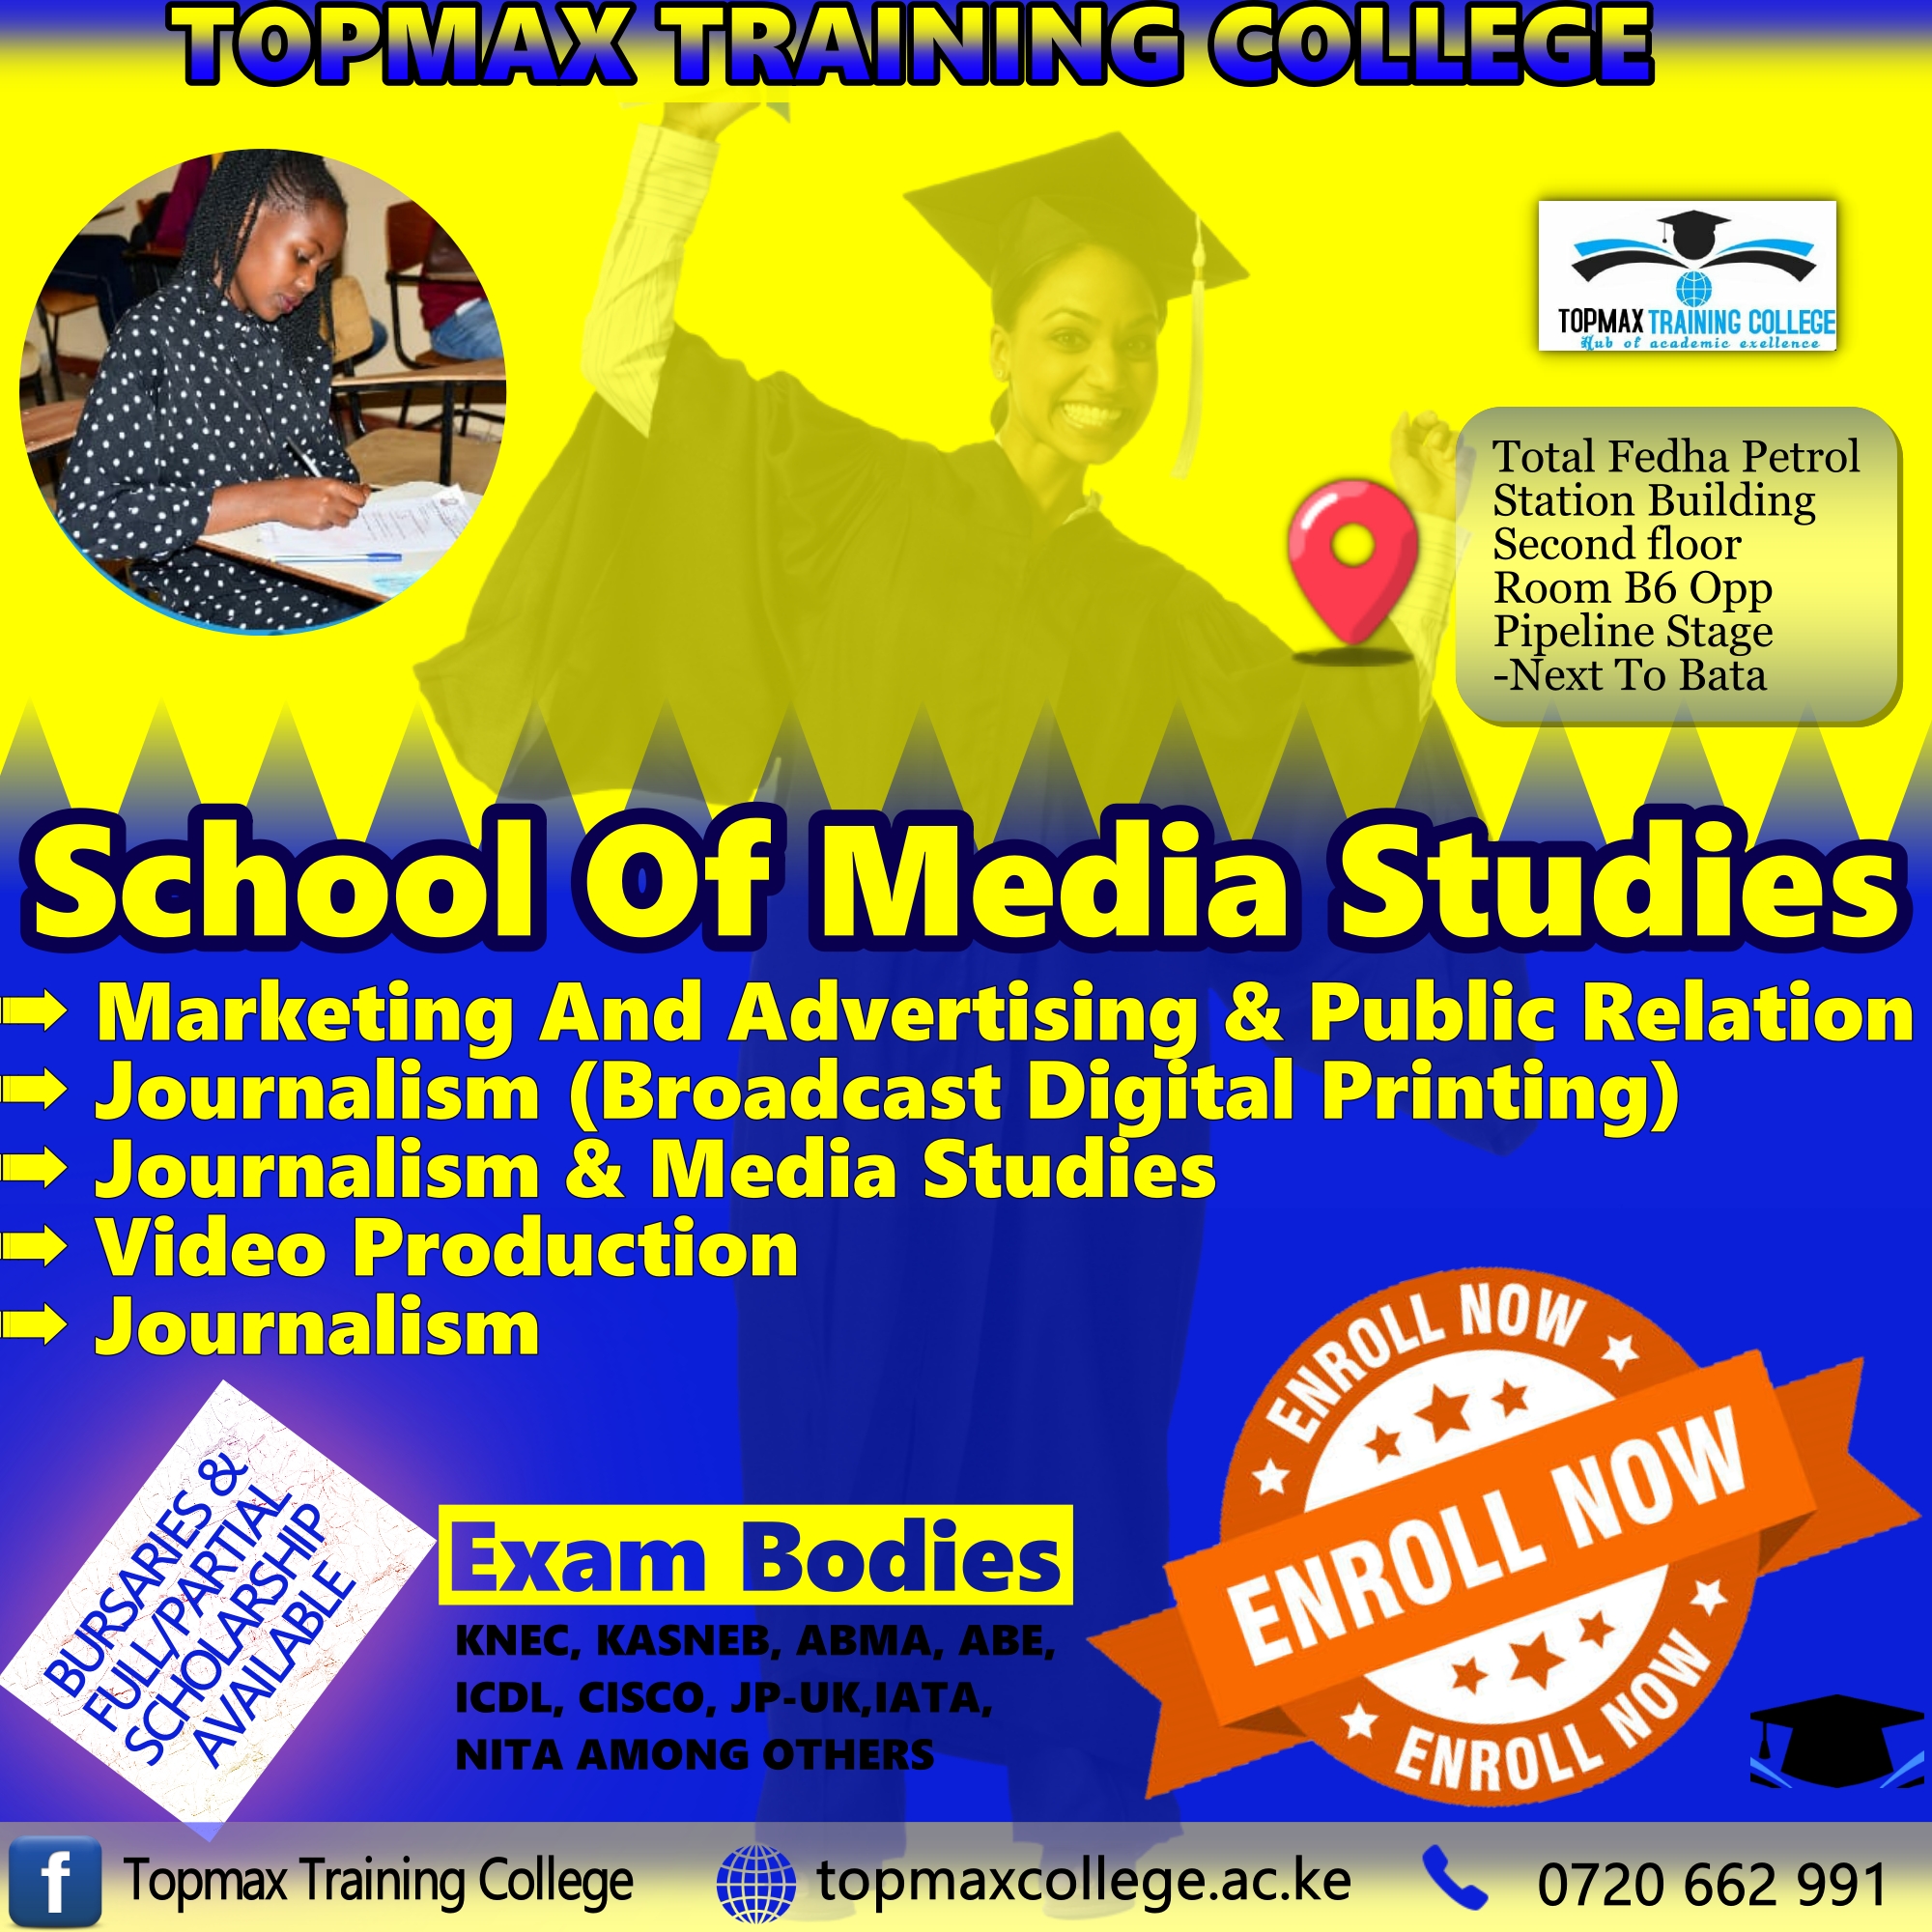 TOPMAX TRAINING COLLEGE
TOPMAX TRAINING COLLEGE
Hub of academic exellence
Total Fedha Petrol
Station Building
Second floor
Room B6 Opp
Pipeline Stage
-Next To Bata
School Of Media Studies
Marketing And Advertising & Public Relation
Journalism (Broadcast Digital Printing)
Journalism & Media Studies
Video Production
Journalism
BURSARIES &
FULL/PARTIAL
SCHOLARSHIP
AVAILABLE
Exam Bodies
KNEC, KASNEB, ABMA, ABE,
ICDL, CISCO, JP-UK,IATA,
NITA AMONG OTHERS
ENROLL NOW
ENROLL NOW
ENROLL NOW
f
Topmax Training College
topmaxcollege.ac.ke
0720 662 991